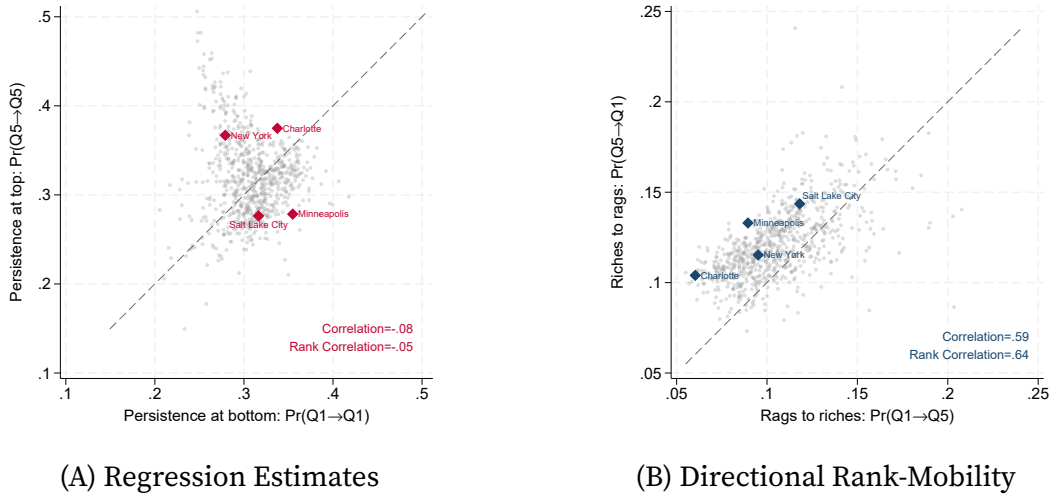 .5
.4
.3
.2
.1
Persistence at top: Pr(Q5→Q5)
New York
Charlotte
Salt Lake City
Minneapolis
Correlation=-.08
Rank Correlation=-.05
.1 .2 .3 .4 .5
Persistence at bottom: Pr(Q1→Q1)
(A) Regression Estimates
.25
.2
.15
.1
.05
Riches to rags: Pr(Q5→Q1)
Salt Lake City
Minneapolis
New York
Charlotte
Correlation=.59
Rank Correlation=.64
.05 .1 .15 .2 .25
Rags to riches: Pr(Q1→Q5)
(B) Directional Rank-Mobility